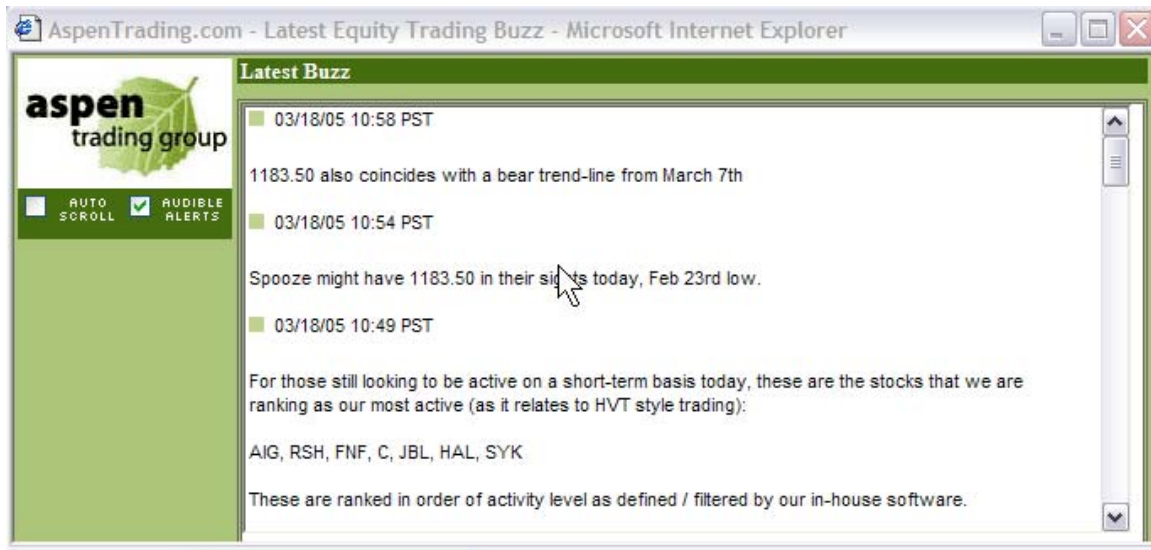 AspenTrading.com - Latest Equity Trading Buzz - Microsoft Internet Explorer
aspen
trading group
AUTO
SCROLL
AUDIBLE
ALERTS
Latest Buzz
03/18/05 10:58 PST
1183.50 also coincides with a bear trend-line from March 7th
03/18/05 10:54 PST
Spooze might have 1183.50 in their sights today, Feb 23rd low.
03/18/05 10:49 PST
For those still looking to be active on a short-term basis today, these are the stocks that we are
ranking as our most active (as it relates to HVT style trading):
AIG, RSH, FNF, C, JBL, HAL, SYK
These are ranked in order of activity level as defined / filtered by our in-house software.